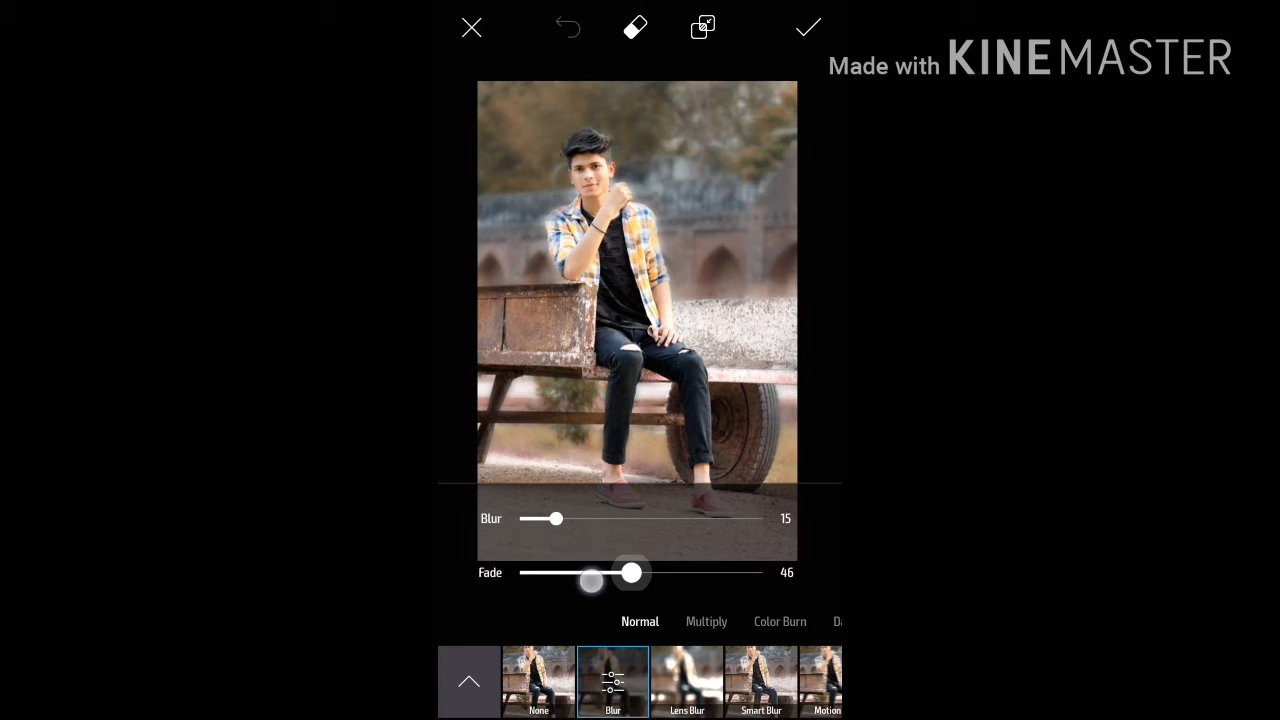 Made with KINEMASTER
Blur 15
Fade 46
Normal Multiply Color Burn
None Blur Lens Blur Smart Blur Motion